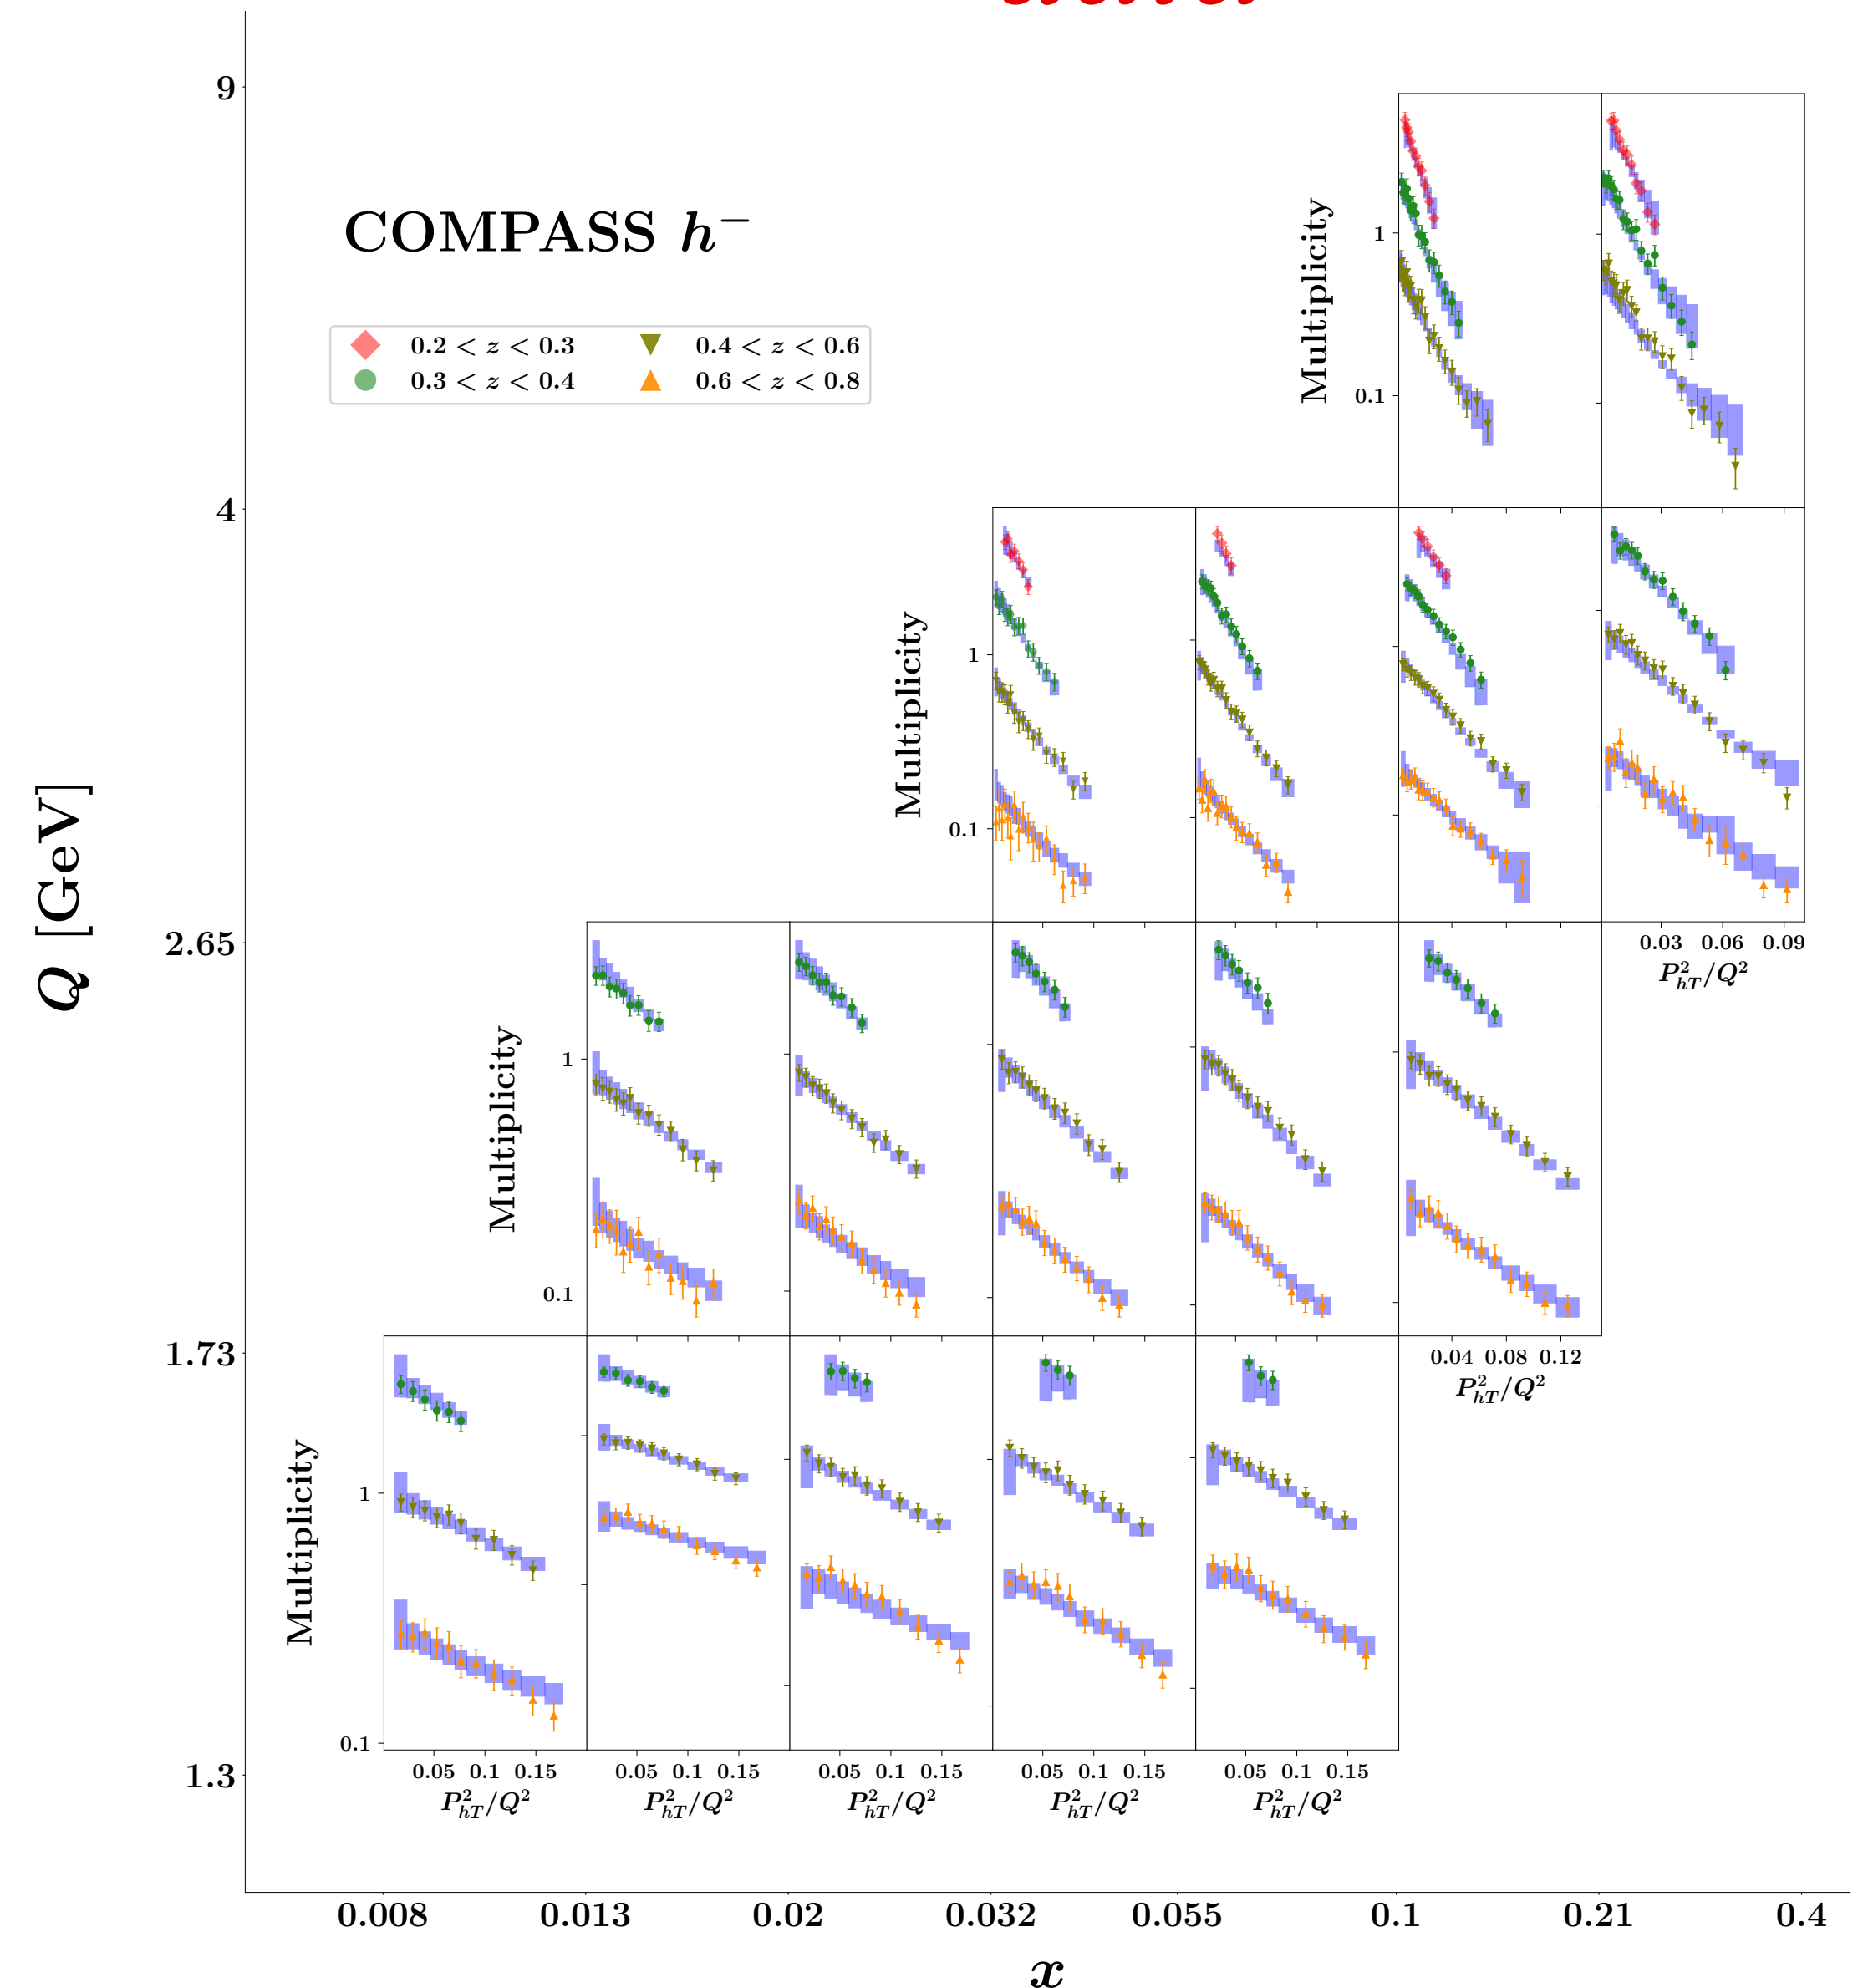 9
COMPASS h−
Multiplicity
1
0.1
0.2 < z < 0.3
0.4 < z < 0.6
0.3 < z < 0.4
0.6 < z < 0.8
4
Multiplicity
1
0.1
Q [GeV]
2.65
0.03 0.06 0.09
P²hT/Q²
Multiplicity
1
0.1
1.73
0.04 0.08 0.12
P²hT/Q²
Multiplicity
1
0.1
1.3
0.05 0.1 0.15
0.05 0.1 0.15
0.05 0.1 0.15
0.05 0.1 0.15
0.05 0.1 0.15
P²hT/Q²
P²hT/Q²
P²hT/Q²
P²hT/Q²
P²hT/Q²
0.008 0.013 0.02 0.032 0.055 0.1 0.21 0.4
x